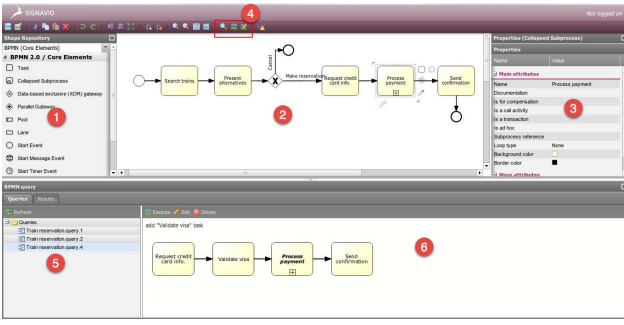 SIGNAVIO
Not logged on
4
Shape Repository
BPMN (Core Elements)
BPMN 2.0 / Core Elements
Task
Collapsed Subprocess
Data-based exclusive (XOR) gateway
Parallel Gateway
Pool
Lane
Start Event
Start Message Event
Start Timer Event
1
Search trains
Present alternatives
Cancel
Make reservation
Request credit card info.
Process payment
Send confirmation
2
Properties (Collapsed Subprocess)
Properties
Name Value
Main attributes
Name Process payment
Documentation
Is for compensation
Is a call activity
Is a transaction
Is ad hoc
Subprocess reference
Loop type None
Background color
Border color
More attributes
3
BPMN-query
Queries Results
Refresh
Queries
Train reservation.query.1
Train reservation.query.2
Train reservation.query.4
5
Execute Edit Delete
add "Validate visa" task
Request credit card info.
Validate visa
Process payment
Send confirmation
6